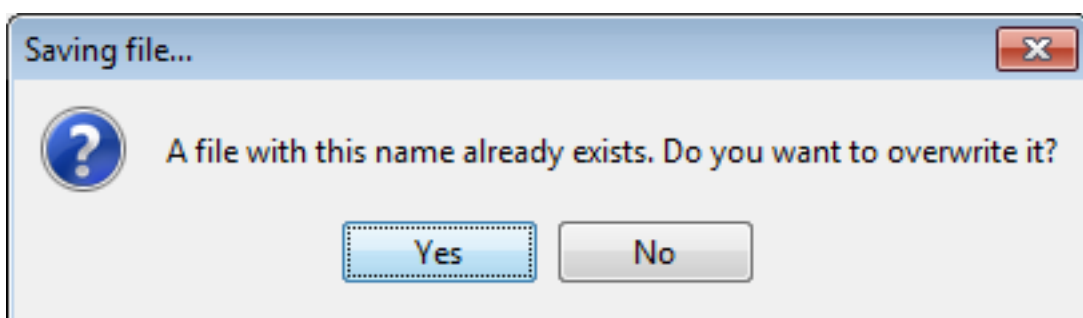 Saving file...
A file with this name already exists. Do you want to overwrite it?
Yes No